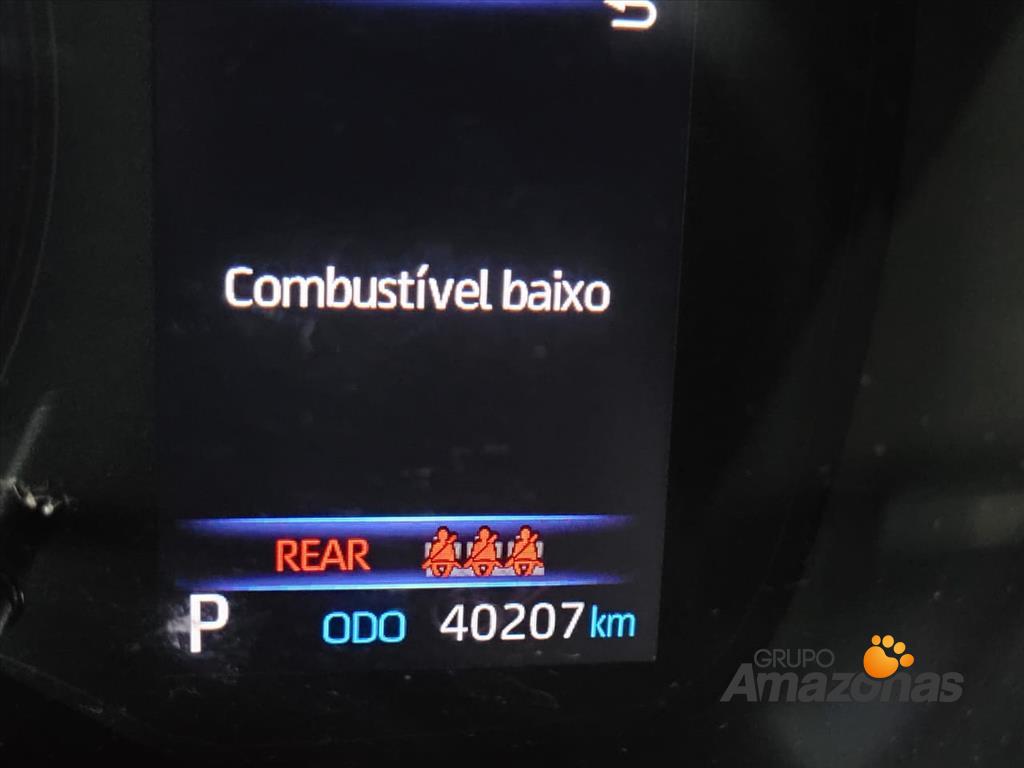 Combustível baixo
REAR
P ODO 40207 km
GRUPO
Amazonas